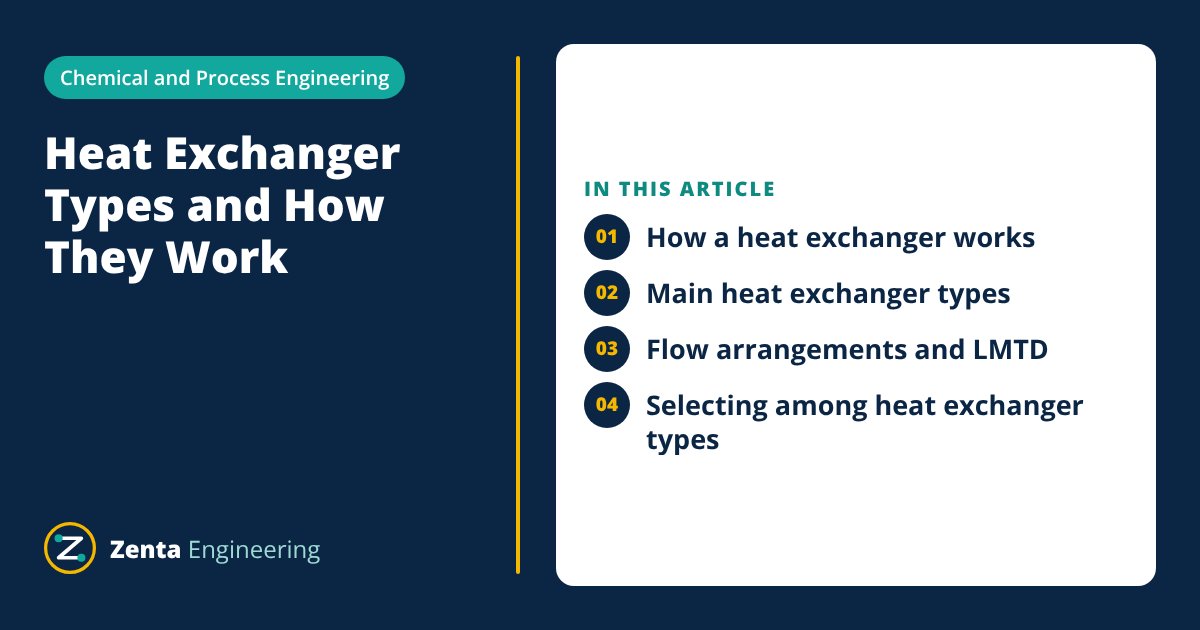 Chemical and Process Engineering
Heat Exchanger
Types and How
They Work
Zenta Engineering
IN THIS ARTICLE
01 How a heat exchanger works
02 Main heat exchanger types
03 Flow arrangements and LMTD
04 Selecting among heat exchanger
types